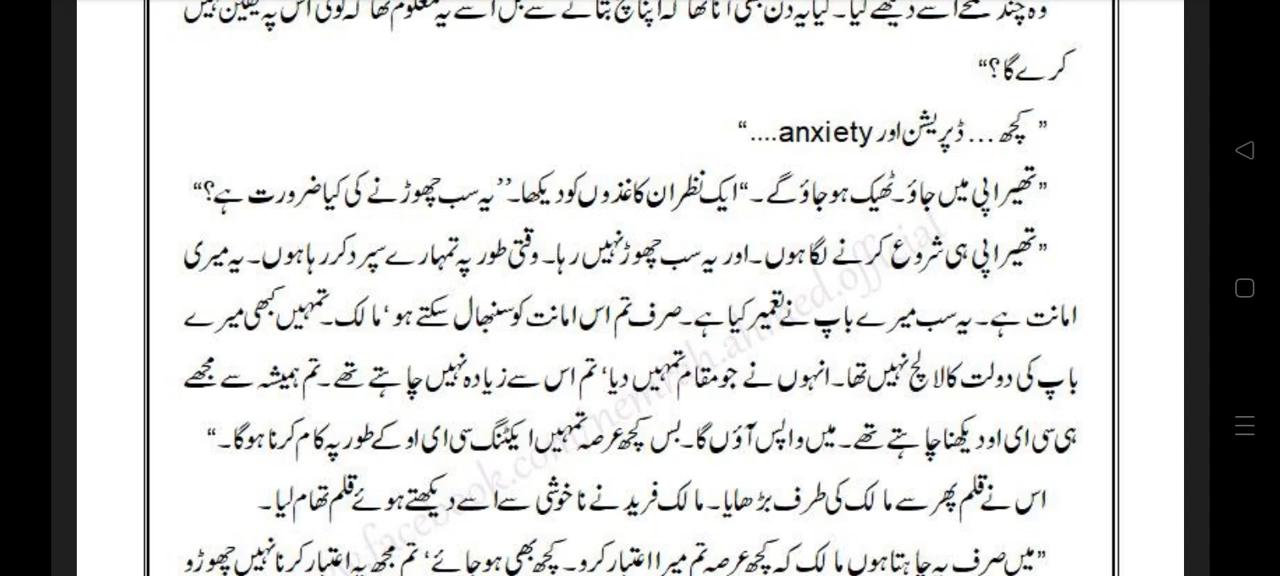 وہ چند لمحے اسے دیکھے گیا۔ کیا یہ دن بھی آنا تھا کہ اپنا سچ بتانے سے قبل اسے یہ معلوم تھا کہ کوئی اس پہ یقین نہیں
کرے گا؟“
” کچھ... ڈپریشن اور anxiety....“
”تھیراپی میں جاؤ۔ ٹھیک ہو جاؤ گے۔“ ایک نظر ان کاغذوں کو دیکھا۔ ’’یہ سب چھوڑنے کی کیا ضرورت ہے؟“
”تھیراپی ہی شروع کرنے لگا ہوں۔ اور یہ سب چھوڑ نہیں رہا۔ وقتی طور پہ تمہارے سپرد کر رہا ہوں۔ یہ میری
امانت ہے۔ یہ سب میرے باپ نے تعمیر کیا ہے۔ صرف تم اس امانت کو سنبھال سکتے ہو‘ مالک۔ تمہیں کبھی میرے
باپ کی دولت کا لالچ نہیں تھا۔ انہوں نے جو مقام تمہیں دیا‘ تم اس سے زیادہ نہیں چاہتے تھے۔ تم ہمیشہ سے مجھے
ہی سی ای او دیکھنا چاہتے تھے۔ میں واپس آؤں گا۔ بس کچھ عرصہ تمہیں ایکٹنگ سی ای او کے طور پہ کام کرنا ہوگا۔“
اس نے قلم پھر سے مالک کی طرف بڑھایا۔ مالک فرید نے ناخوشی سے اسے دیکھتے ہوئے قلم تھام لیا۔
”میں صرف یہ چاہتا ہوں مالک کہ کچھ عرصہ تم میرا اعتبار کرو۔ کچھ بھی ہو جائے‘ تم مجھ پہ اعتبار کرنا نہیں چھوڑو